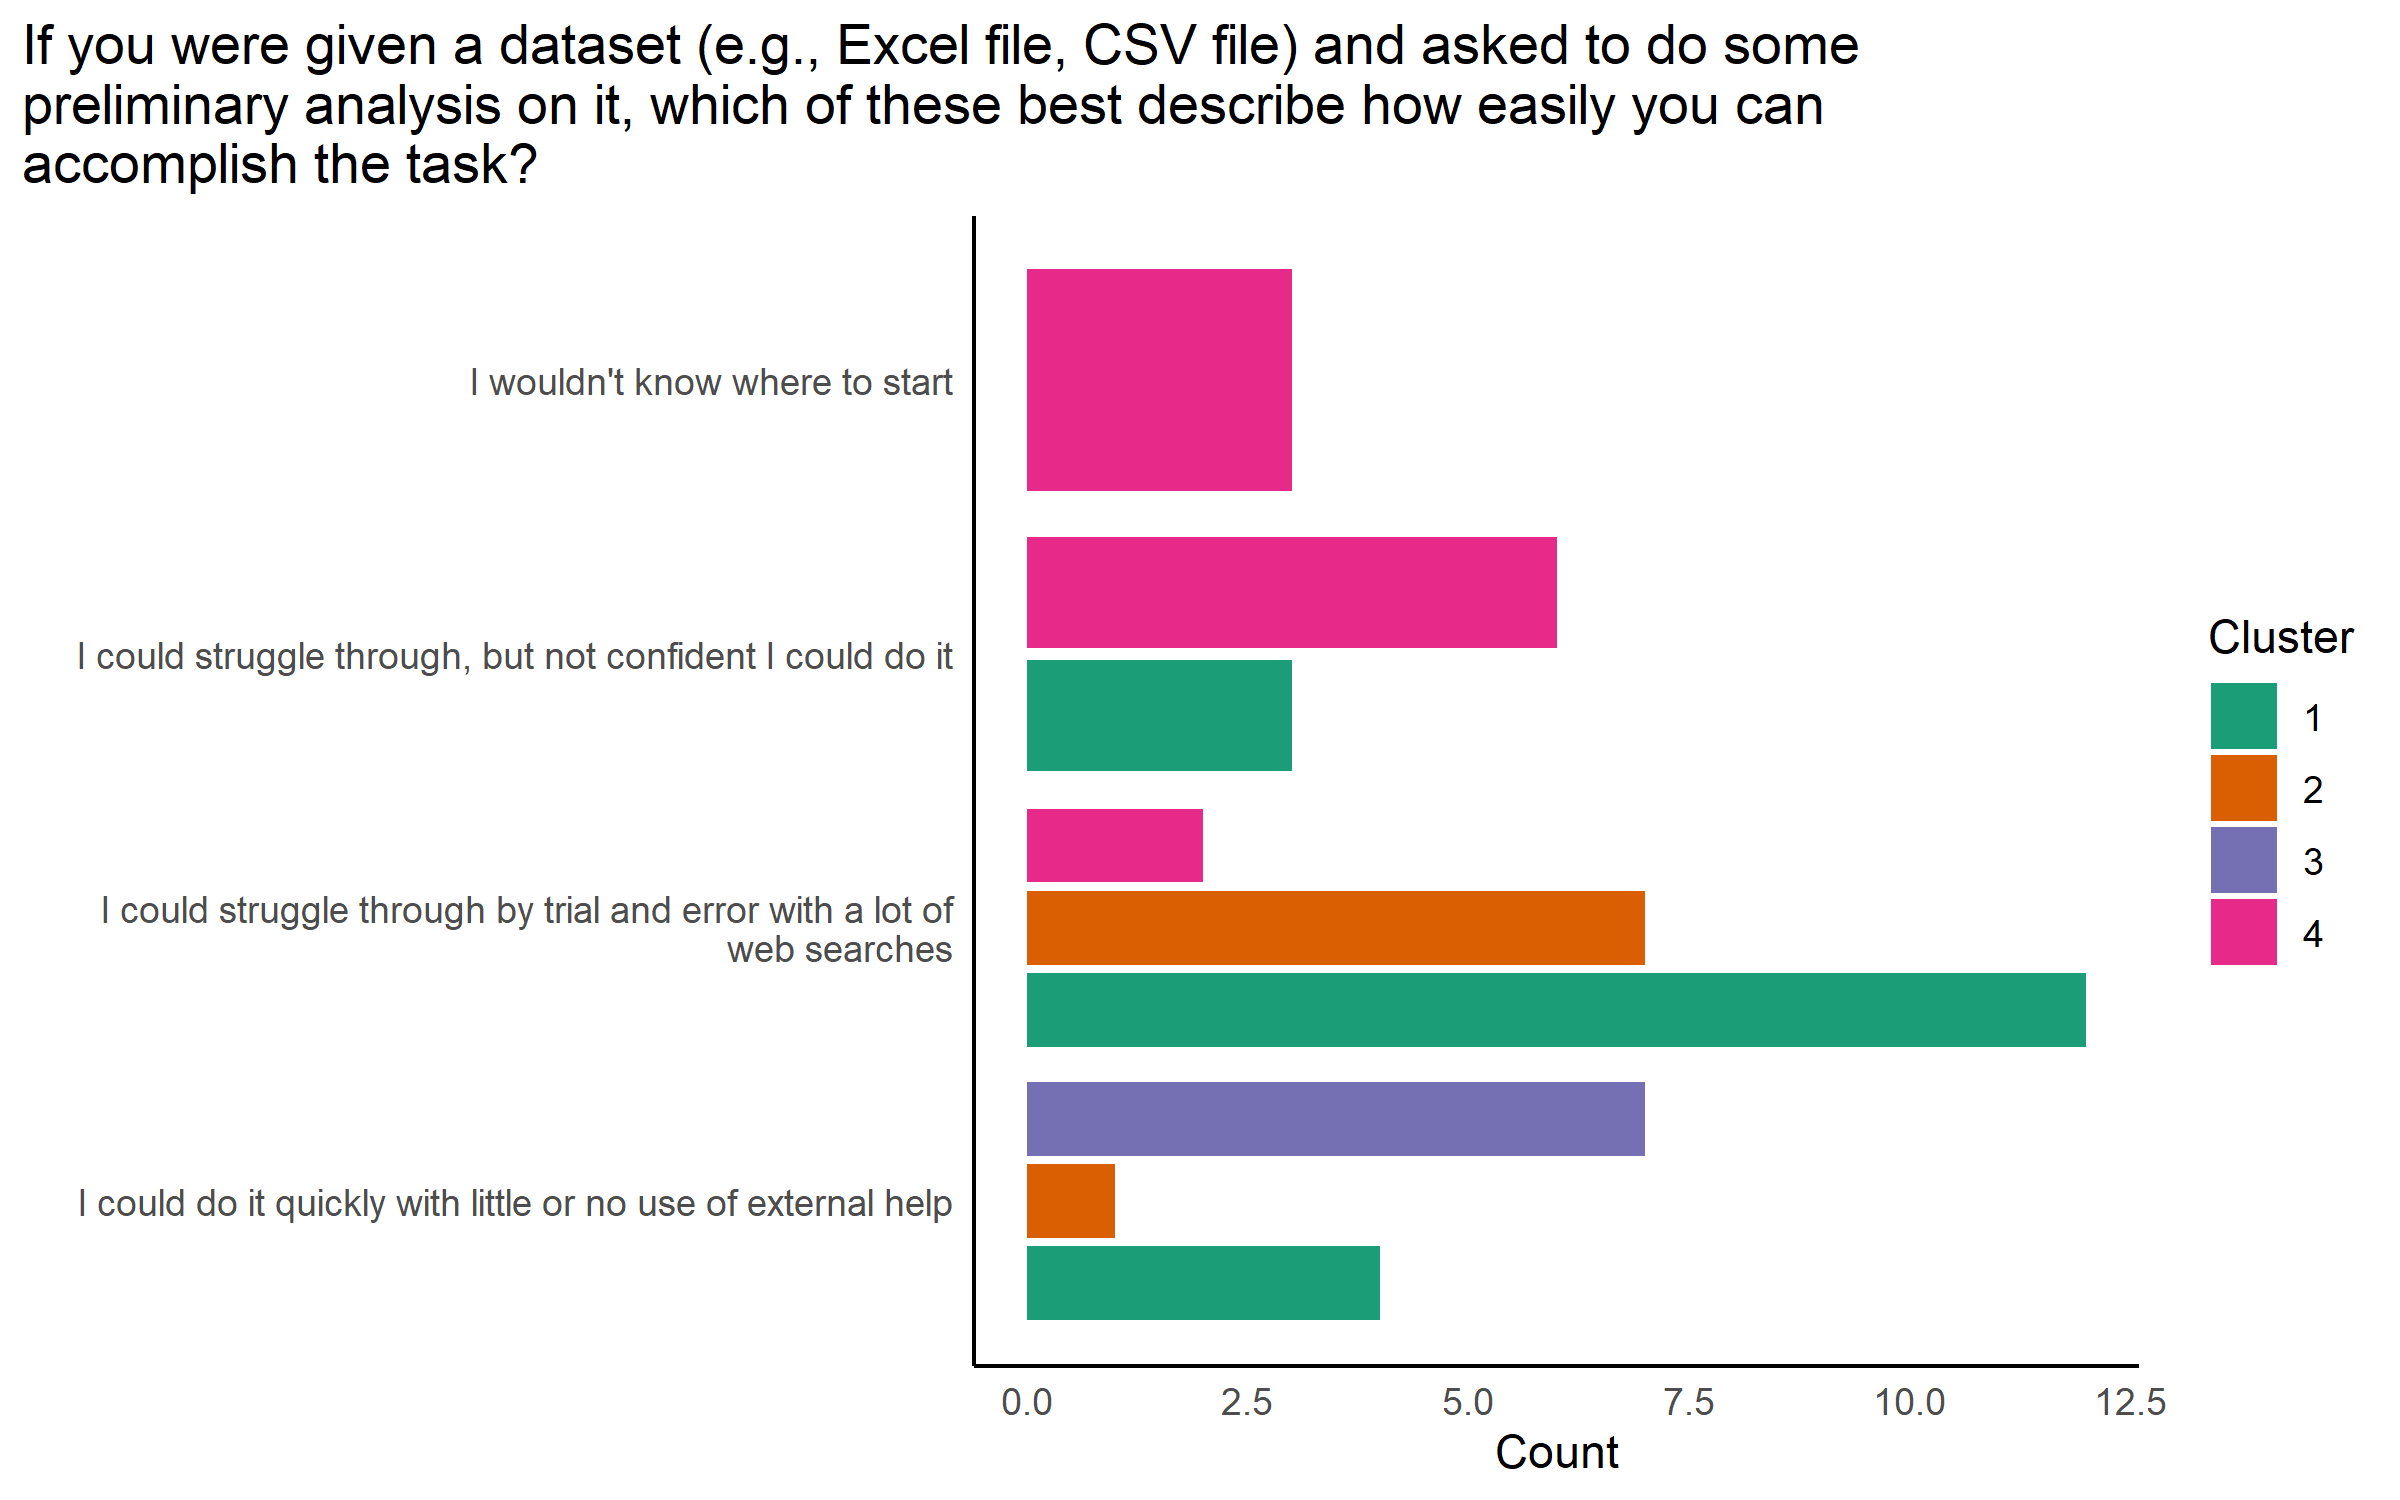 If you were given a dataset (e.g., Excel file, CSV file) and asked to do some
preliminary analysis on it, which of these best describe how easily you can
accomplish the task?
I wouldn't know where to start
I could struggle through, but not confident I could do it
I could struggle through by trial and error with a lot of
web searches
I could do it quickly with little or no use of external help
0.0 2.5 5.0 7.5 10.0 12.5
Count
Cluster
1
2
3
4